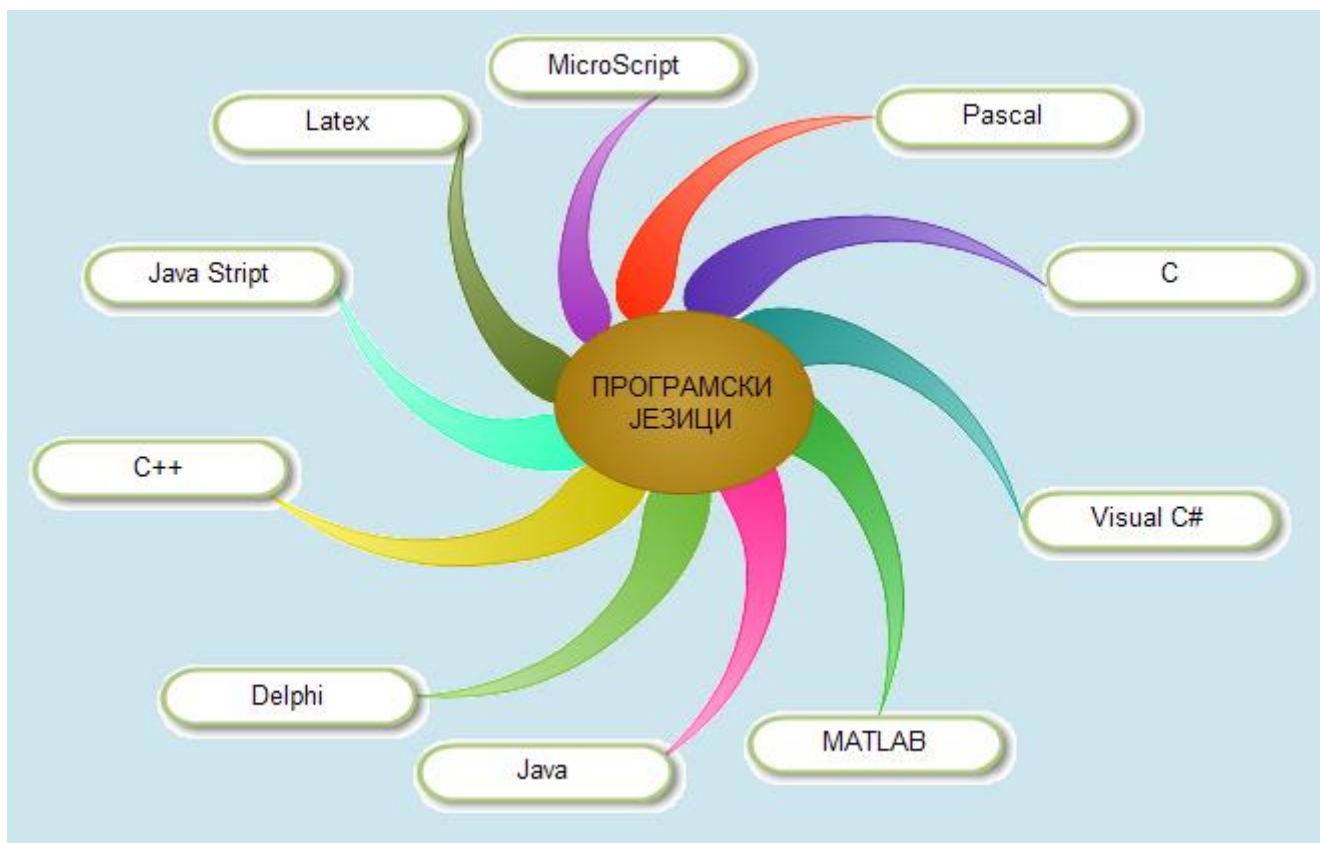 MicroScript
Pascal
Latex
C
Java Stript
ПРОГРАМСКИ
ЈЕЗИЦИ
C++
Visual C#
Delphi
MATLAB
Java